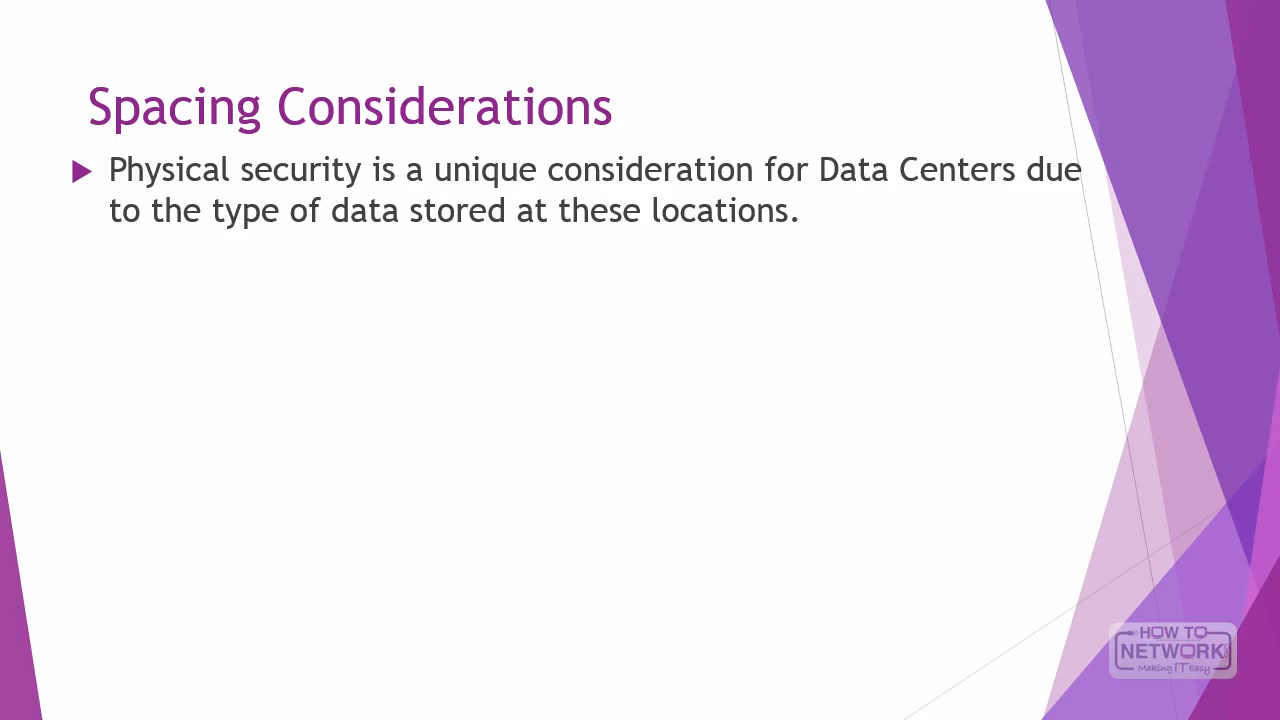 Spacing Considerations
Physical security is a unique consideration for Data Centers due
to the type of data stored at these locations.
HOW TO
NETWORK
Making IT Easy